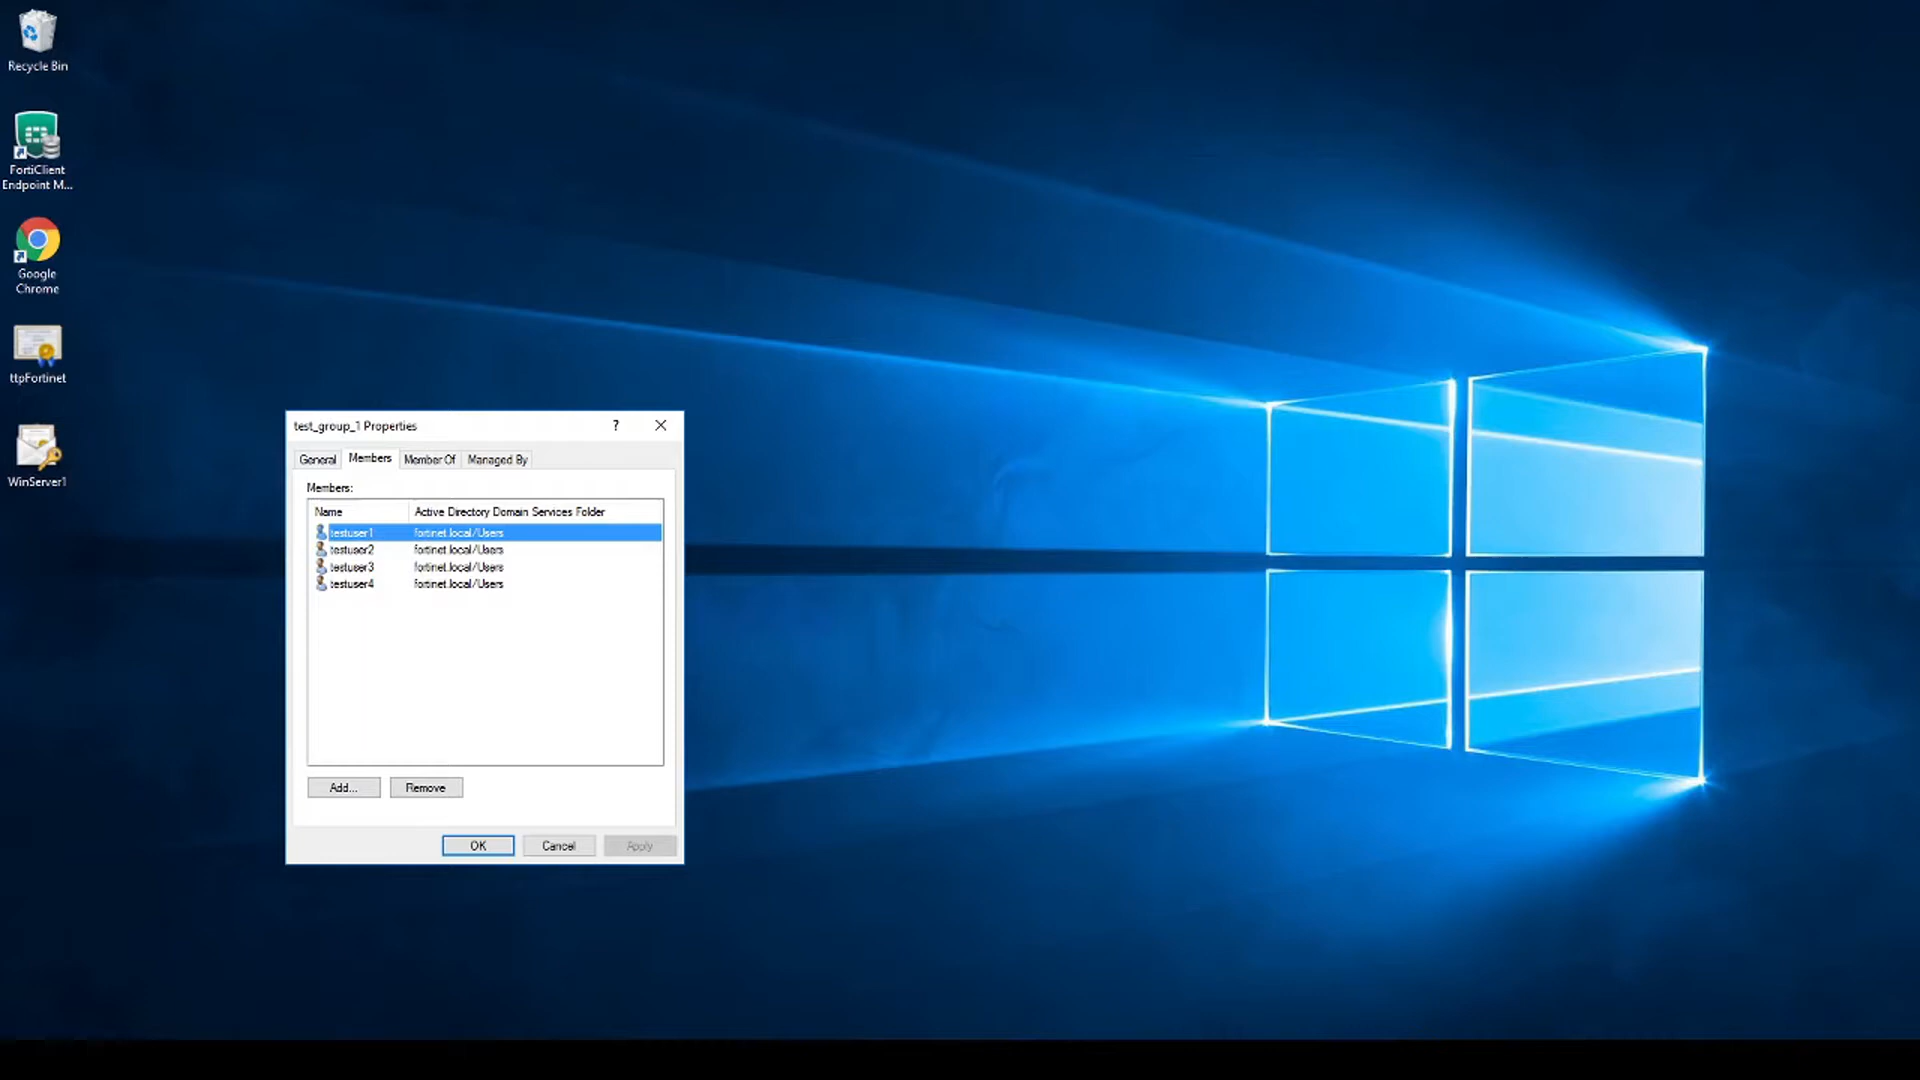 Recycle Bin
FortiClient
Endpoint M...
Google
Chrome
ttpFortinet
WinServer1
test_group_1 Properties ?
General Members Member Of Managed By
Members:
Name Active Directory Domain Services Folder
testuser1 fortinet.local/Users
testuser2 fortinet.local/Users
testuser3 fortinet.local/Users
testuser4 fortinet.local/Users
Add... Remove
OK Cancel Apply